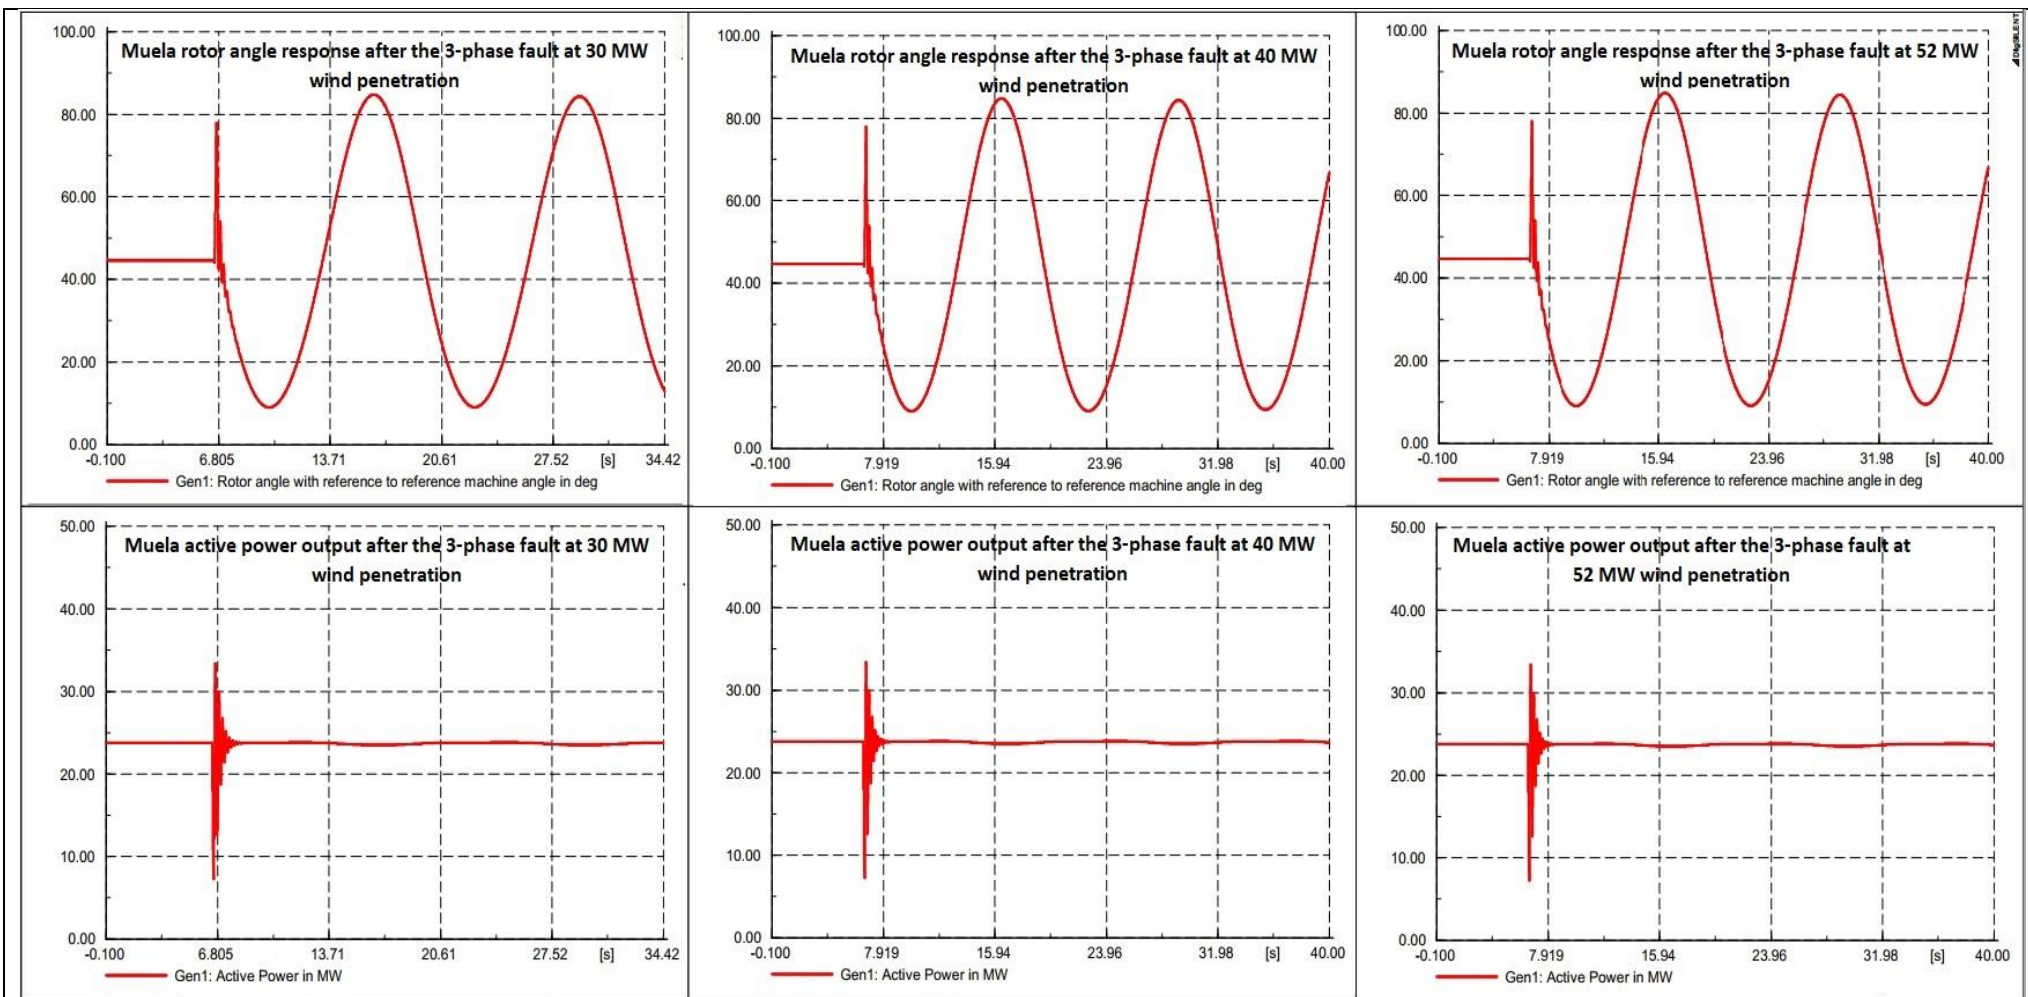 Muela rotor angle response after the 3-phase fault at 30 MW
wind penetration
100.00
80.00
60.00
40.00
20.00
0.00
-0.100 6.805 13.71 20.61 27.52 [s] 34.42
Gen1: Rotor angle with reference to reference machine angle in deg
Muela rotor angle response after the 3-phase fault at 40 MW
wind penetration
100.00
80.00
60.00
40.00
20.00
0.00
-0.100 7.919 15.94 23.96 31.98 [s] 40.00
Gen1: Rotor angle with reference to reference machine angle in deg
Muela rotor angle response after the 3-phase fault at 52 MW
wind penetration
100.00
80.00
60.00
40.00
20.00
0.00
-0.100 7.919 15.94 23.96 31.98 [s] 40.00
Gen1: Rotor angle with reference to reference machine angle in deg
DIgSILENT
Muela active power output after the 3-phase fault at 30 MW
wind penetration
50.00
40.00
30.00
20.00
10.00
0.00
-0.100 6.805 13.71 20.61 27.52 [s] 34.42
Gen1: Active Power in MW
Muela active power output after the 3-phase fault at 40 MW
wind penetration
50.00
40.00
30.00
20.00
10.00
0.00
-0.100 7.919 15.94 23.96 31.98 [s] 40.00
Gen1: Active Power in MW
Muela active power output after the 3-phase fault at
52 MW wind penetration
50.00
40.00
30.00
20.00
10.00
0.00
-0.100 7.919 15.94 23.96 31.98 [s] 40.00
Gen1: Active Power in MW